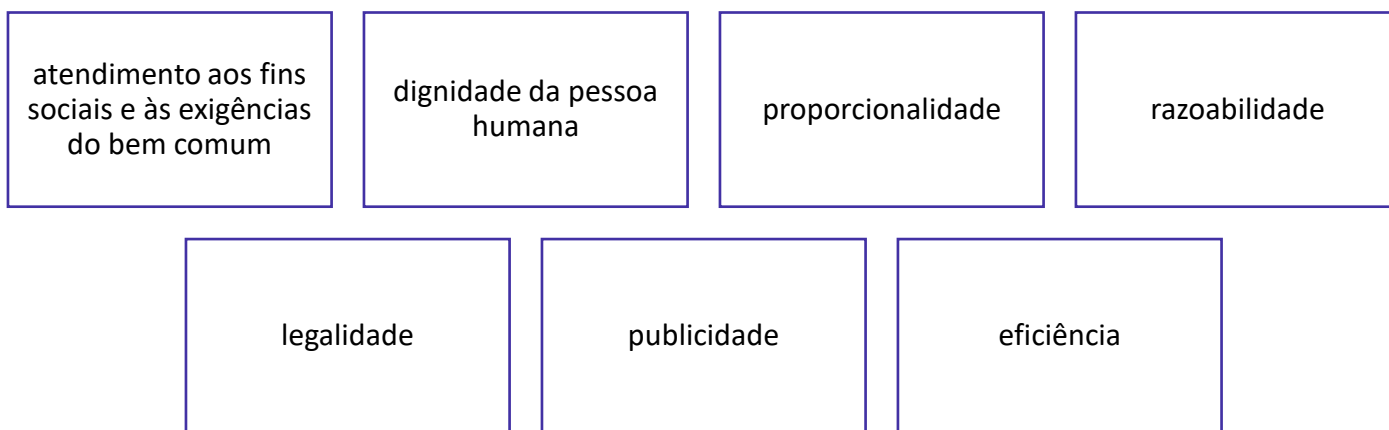 atendimento aos fins
sociais e às exigências
do bem comum
dignidade da pessoa
humana
proporcionalidade
razoabilidade
legalidade
publicidade
eficiência